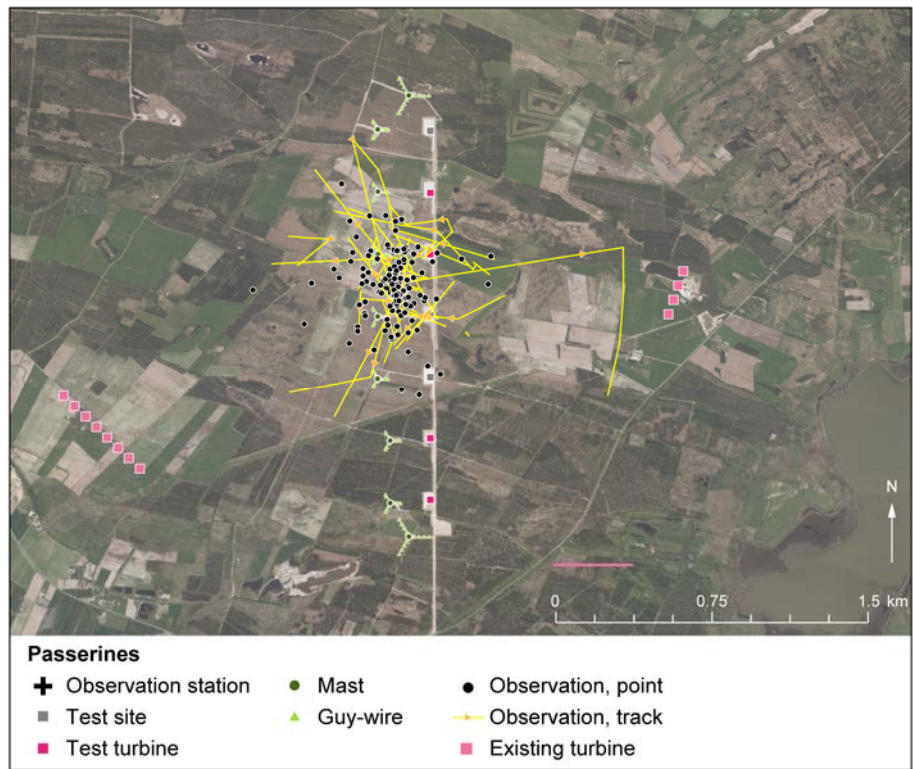 N
0 0.75 1.5 km
Passerines
Observation station Mast Observation, point
Test site Guy-wire Observation, track
Test turbine Existing turbine